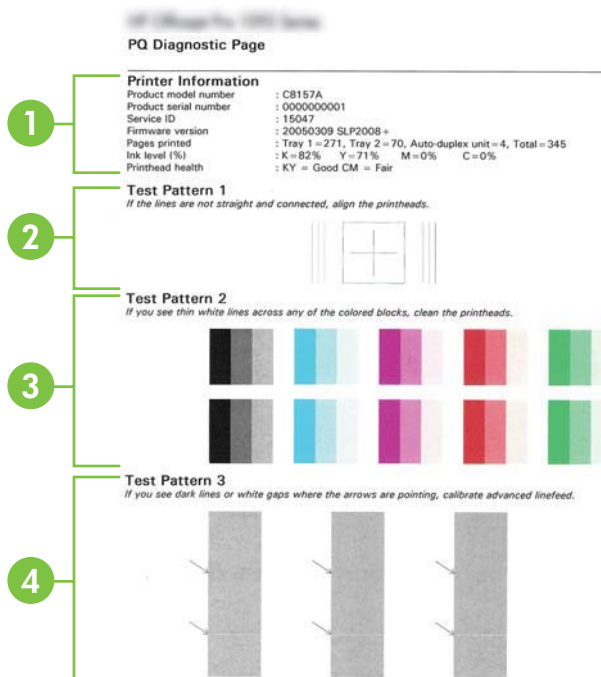 PQ Diagnostic Page
1
Printer Information
Product model number : C8157A
Product serial number : 0000000001
Service ID : 15047
Firmware version : 20050309 SLP2008+
Pages printed : Tray 1=271, Tray 2=70, Auto-duplex unit=4, Total=345
Ink level (%) : K=82% Y=71% M=0% C=0%
Printhead health : KY = Good CM = Fair
2
Test Pattern 1
If the lines are not straight and connected, align the printheads.
3
Test Pattern 2
If you see thin white lines across any of the colored blocks, clean the printheads.
4
Test Pattern 3
If you see dark lines or white gaps where the arrows are pointing, calibrate advanced linefeed.